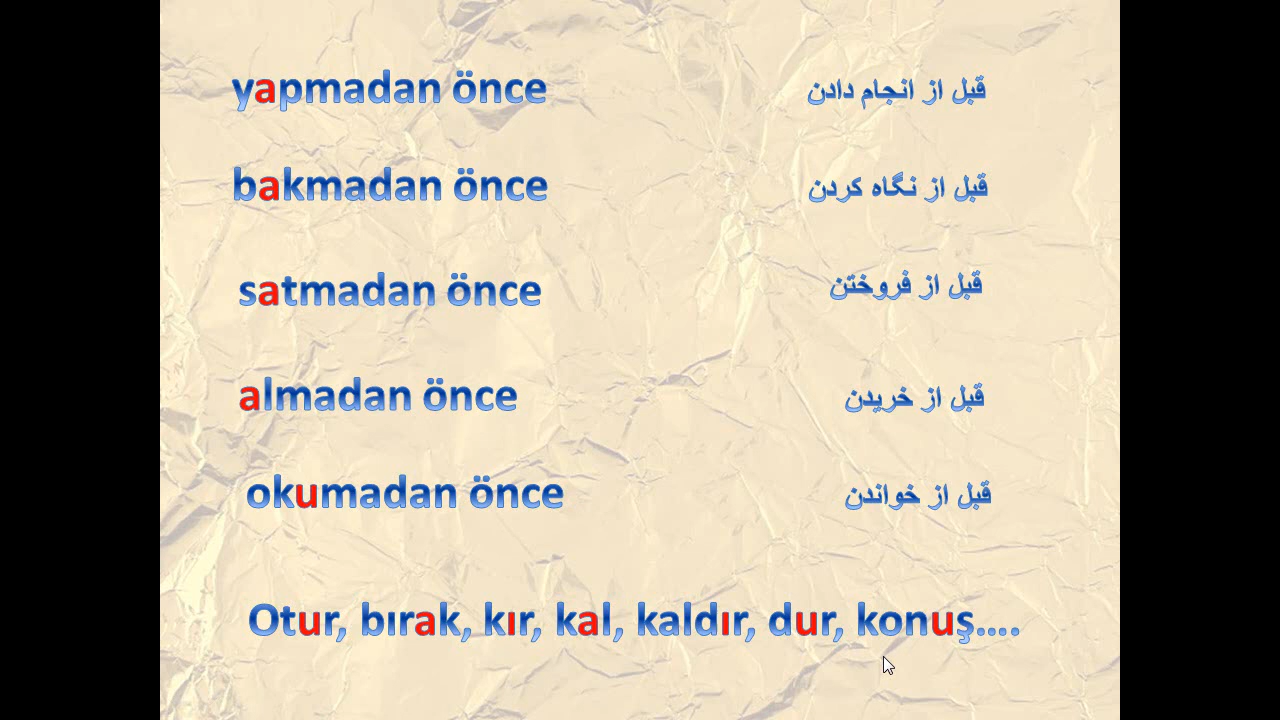 yapmadan önce قبل از انجام دادن
bakmadan önce قبل از نگاه کردن
satmadan önce قبل از فروختن
almadan önce قبل از خریدن
okumadan önce قبل از خواندن
Otur, bırak, kır, kal, kaldır, dur, konuş....